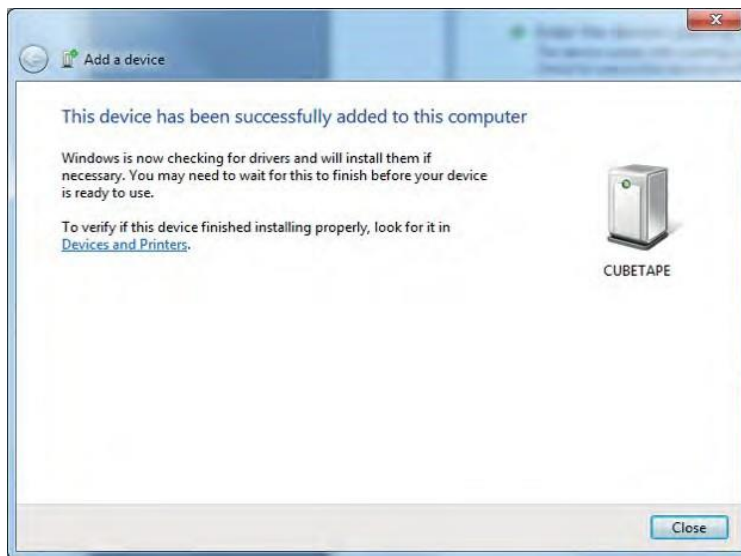 Add a device
This device has been successfully added to this computer
Windows is now checking for drivers and will install them if
necessary. You may need to wait for this to finish before your device
is ready to use.
To verify if this device finished installing properly, look for it in
Devices and Printers.
CUBETAPE
Close